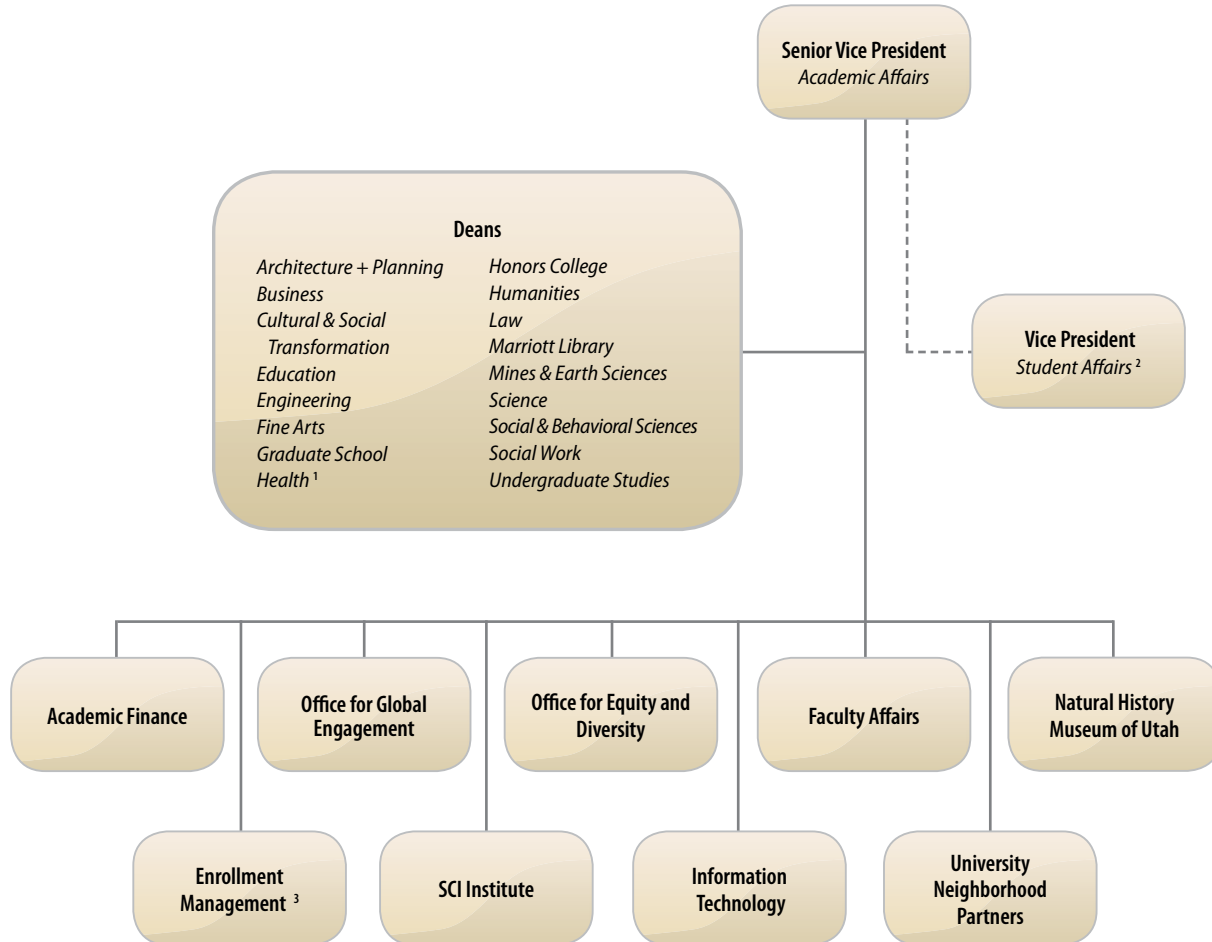 Senior Vice President
Academic Affairs
Deans
Architecture + Planning
Business
Cultural & Social
Transformation
Education
Engineering
Fine Arts
Graduate School
Health ¹
Honors College
Humanities
Law
Marriott Library
Mines & Earth Sciences
Science
Social & Behavioral Sciences
Social Work
Undergraduate Studies
Vice President
Student Affairs ²
Academic Finance
Office for Global
Engagement
Office for Equity and
Diversity
Faculty Affairs
Natural History
Museum of Utah
Enrollment
Management ³
SCI Institute
Information
Technology
University
Neighborhood
Partners